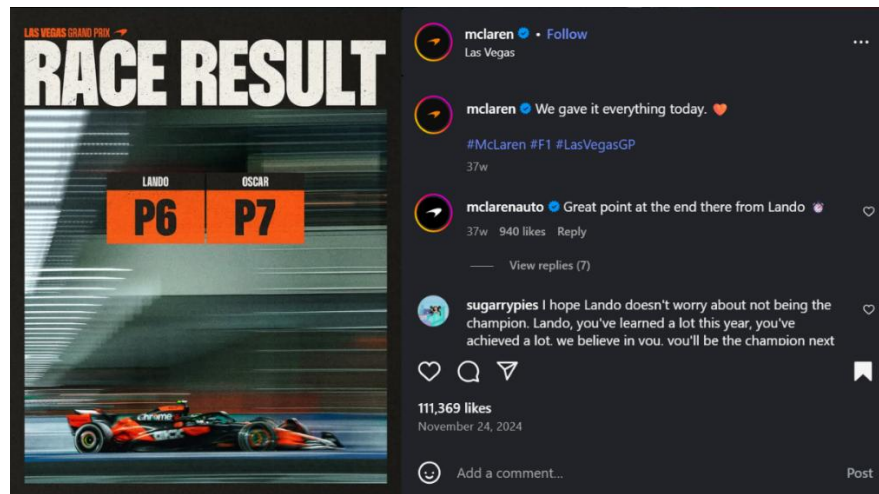 LAS VEGAS GRAND PRIX
RACE RESULT
LANDO
P6
OSCAR
P7
chrome
mclaren • Follow
Las Vegas
mclaren We gave it everything today.
#McLaren #F1 #LasVegasGP
37w
mclarenauto Great point at the end there from Lando
37w 940 likes Reply
View replies (7)
sugarrypies I hope Lando doesn't worry about not being the
champion. Lando, you've learned a lot this year, you've
achieved a lot, we believe in you, you'll be the champion next
111,369 likes
November 24, 2024
Add a comment...
Post